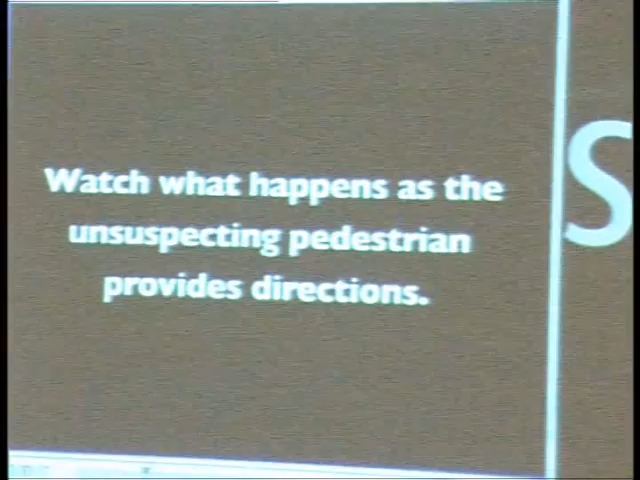 Watch what happens as the
unsuspecting pedestrian
provides directions.
S